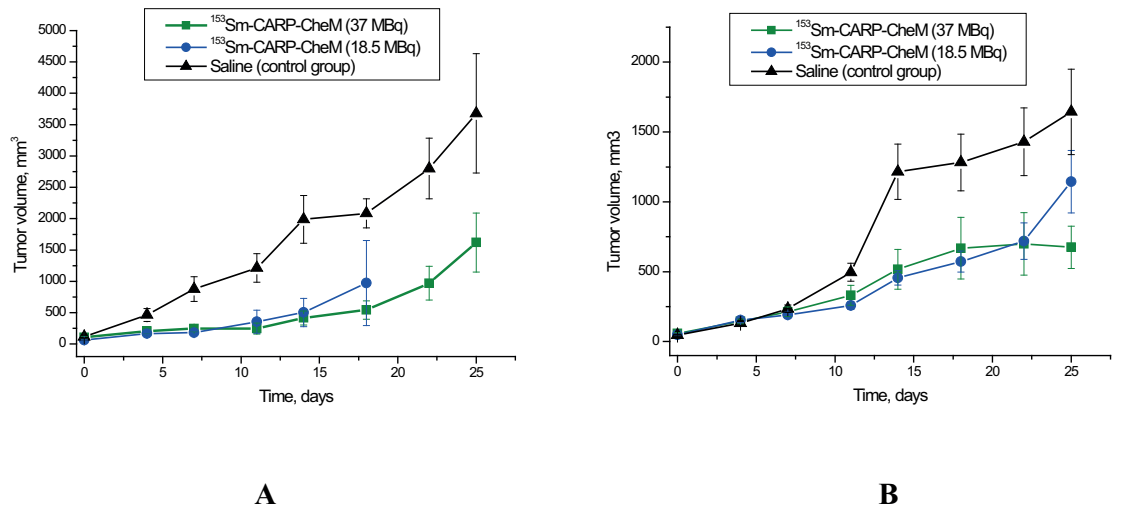 ¹⁵³Sm-CARP-CheM (37 MBq)
¹⁵³Sm-CARP-CheM (18.5 MBq)
Saline (control group)
5000
4500
4000
3500
3000
2500
2000
1500
1000
500
0
Tumor volume, mm³
0 5 10 15 20 25
Time, days
A
¹⁵³Sm-CARP-CheM (37 MBq)
¹⁵³Sm-CARP-CheM (18.5 MBq)
Saline (control group)
2000
1500
1000
500
0
Tumor volume, mm3
0 5 10 15 20 25
Time, days
B